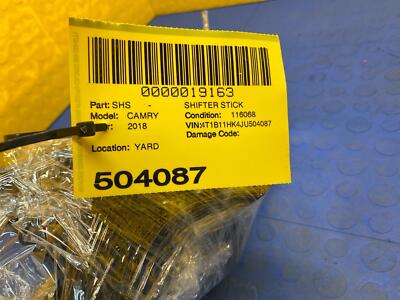 0000019163
Part: SHS - SHIFTER STICK
Model: CAMRY Condition: 116068
2018 VIN: 4T1B11HK4JU504087
Damage Code:
Location: YARD
504087